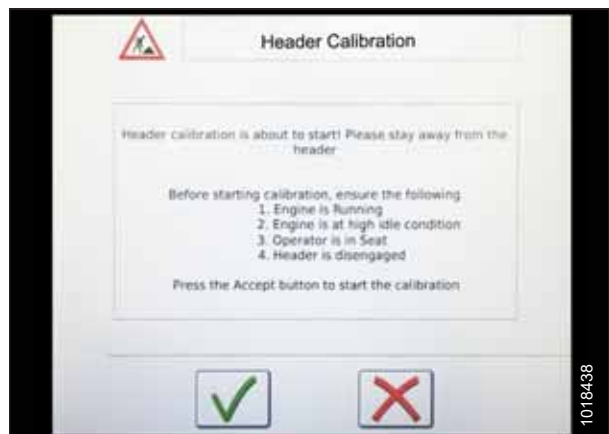 Header Calibration
Header calibration is about to start! Please stay away from the
header
Before starting calibration, ensure the following
1. Engine is Running
2. Engine is at high idle condition
3. Operator is in Seat
4. Header is disengaged
Press the Accept button to start the calibration
1018438